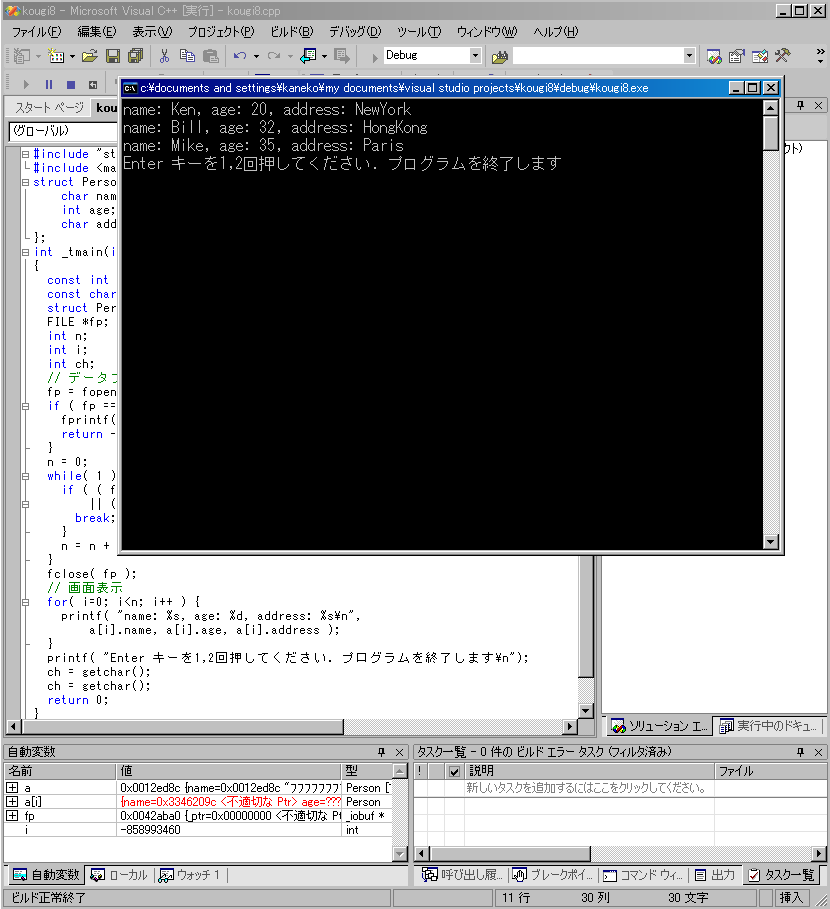 kougi8 - Microsoft Visual C++ [実行] - kougi8.cpp
ファイル(F) 編集(E) 表示(V) プロジェクト(P) ビルド(B) デバッグ(D) ツール(T) ウィンドウ(W) ヘルプ(H)
Debug
スタート ページ kou
(グローバル)
c:¥documents and settings¥kaneko¥my documents¥visual studio projects¥kougi8¥debug¥kougi8.exe
name: Ken, age: 20, address: NewYork
name: Bill, age: 32, address: HongKong
name: Mike, age: 35, address: Paris
Enter キーを1,2回押してください. プログラムを終了します
#include "st
#include <ma
struct Perso
char nam
int age;
char add
};
int _tmain(i
{
const int
const char
struct Per
FILE *fp;
int n;
int i;
int ch;
// データフ
fp = fopen
if ( fp ==
fprintf(
return -
}
n = 0;
while( 1 )
if ( ( f
|| (
break;
}
n = n +
}
fclose( fp );
// 画面表示
for( i=0; i<n; i++ ) {
printf( "name: %s, age: %d, address: %s¥n",
a[i].name, a[i].age, a[i].address );
}
printf( "Enter キーを1,2回押してください. プログラムを終了します¥n");
ch = getchar();
ch = getchar();
return 0;
}
クト)
ソリューション エ... 実行中のドキュ...
自動変数
名前 値 型
a 0x0012ed8c {name=0x0012ed8c "フフフフフフフ Person [
a[i] {name=0x3346209c <不適切な Ptr> age=??? Person
fp 0x0042aba0 {_ptr=0x00000000 <不適切な Pt _iobuf *
i -858993460 int
自動変数 ローカル ウォッチ 1
タスク一覧 - 0 件の ビルド エラー タスク (フィルタ済み)
! 説明 ファイル
新しいタスクを追加するにはここをクリックしてください。
呼び出し履... ブレークポイ... コマンド ウィ... 出力 タスク一覧
ビルド正常終了 11 行 30 列 30 文字 挿入